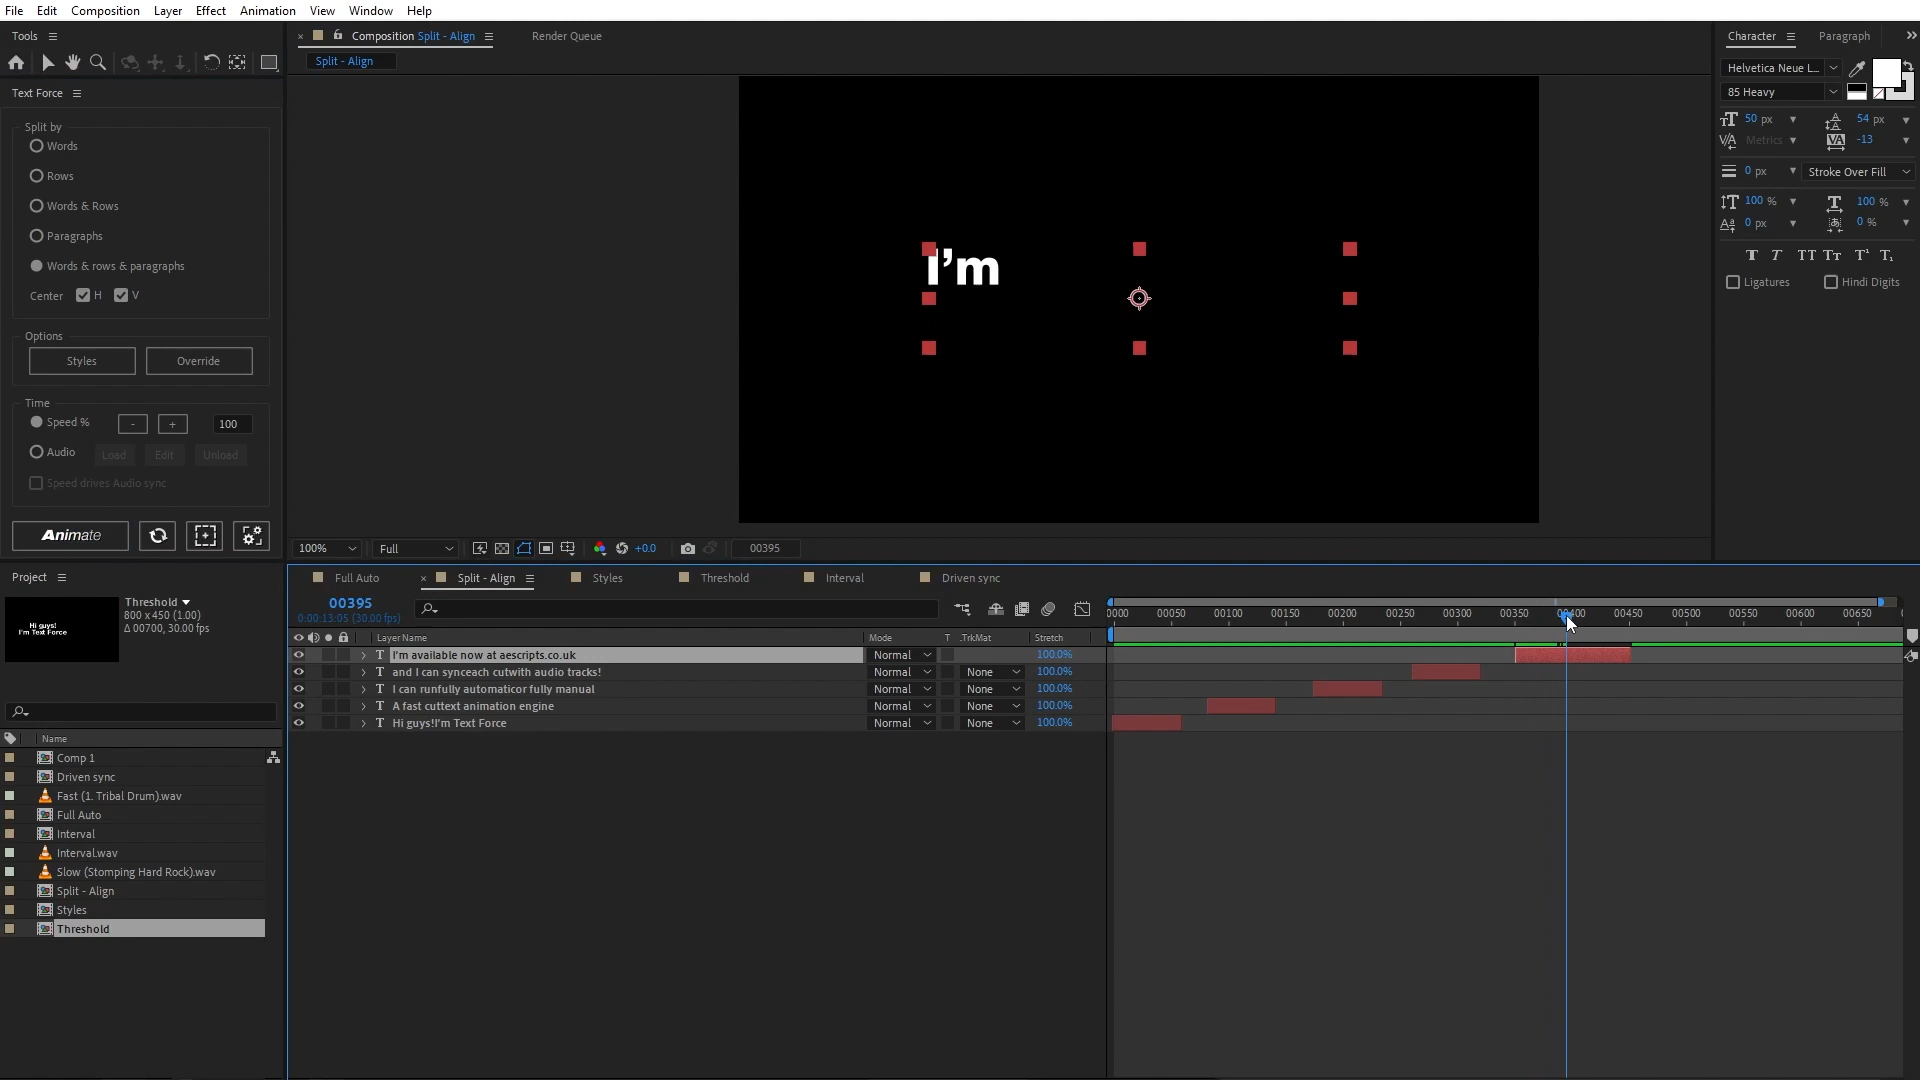 File Edit Composition Layer Effect Animation View Window Help
Tools
Composition Split - Align
Render Queue
Split - Align
Character Paragraph
Helvetica Neue L...
85 Heavy
50 px 54 px
Metrics -13
0 px Stroke Over Fill
100 % 100 %
0 px 0 %
Ligatures Hindi Digits
Text Force
Split by
Words
Rows
Words & Rows
Paragraphs
Words & rows & paragraphs
Center H V
Options
Styles Override
Time
Speed % - + 100
Audio Load Edit Unload
Speed drives Audio sync
Animate
I'm
100% Full +0.0 00395
Project
Threshold
800 x 450 (1.00)
Δ 00700, 30.00 fps
Hi guys!
I'm Text Force
Name
Comp 1
Driven sync
Fast (1. Tribal Drum).wav
Full Auto
Interval
Interval.wav
Slow (Stomping Hard Rock).wav
Split - Align
Styles
Threshold
Full Auto Split - Align Styles Threshold Interval Driven sync
00395
0:00:13:05 (30.00 fps)
0000 00050 00100 00150 00200 00250 00300 00350 00400 00450 00500 00550 00600 00650
Layer Name Mode T .TrkMat Stretch
I'm available now at aescripts.co.uk Normal 100.0%
and I can synceach cutwith audio tracks! Normal None 100.0%
I can runfully automaticor fully manual Normal None 100.0%
A fast cuttext animation engine Normal None 100.0%
Hi guys!I'm Text Force Normal None 100.0%